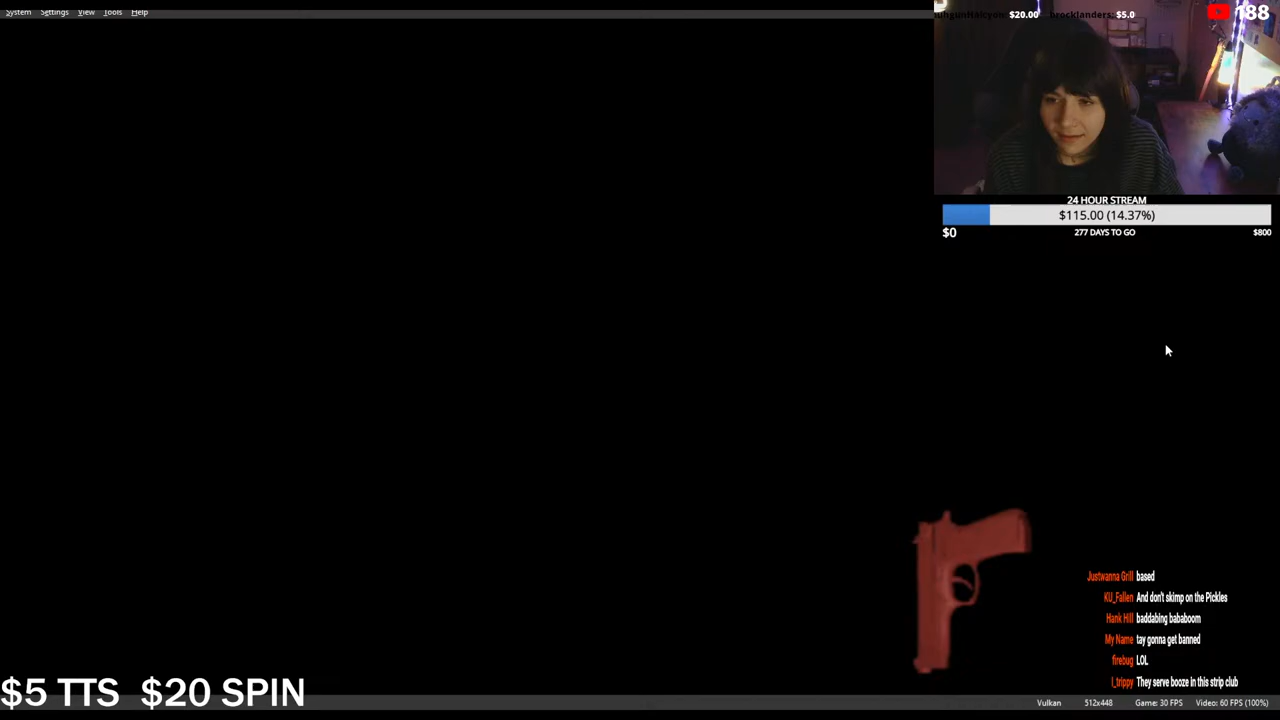 System Settings View Tools Help
$20.00 brocklanders: $5.0
188
24 HOUR STREAM
$115.00 (14.37%)
$0 277 DAYS TO GO $800
Justwanna Grill based
KU_Fallen And don't skimp on the Pickles
Hank Hill baddabing bababoom
My Name tay gonna get banned
firebug LOL
I_trippy They serve booze in this strip club
$5 TTS $20 SPIN
Vulkan 512x448 Game: 30 FPS Video: 60 FPS (100%)